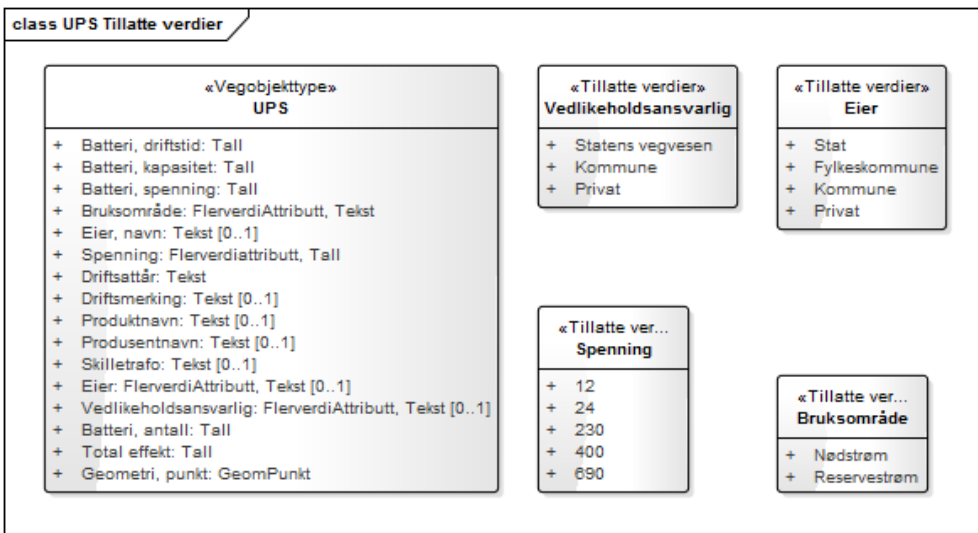 class UPS Tillatte verdier
«Vegobjekttype»
UPS
+ Batteri, driftstid: Tall
+ Batteri, kapasitet: Tall
+ Batteri, spenning: Tall
+ Bruksområde: FlerverdiAttributt, Tekst
+ Eier, navn: Tekst [0..1]
+ Spenning: Flerverdiattributt, Tall
+ Driftsattår: Tekst
+ Driftsmerking: Tekst [0..1]
+ Produktnavn: Tekst [0..1]
+ Produsentnavn: Tekst [0..1]
+ Skilletrafo: Tekst [0..1]
+ Eier: FlerverdiAttributt, Tekst [0..1]
+ Vedlikeholdsansvarlig: FlerverdiAttributt, Tekst [0..1]
+ Batteri, antall: Tall
+ Total effekt: Tall
+ Geometri, punkt: GeomPunkt
«Tillatte verdier»
Vedlikeholdsansvarlig
+ Statens vegvesen
+ Kommune
+ Privat
«Tillatte verdier»
Eier
+ Stat
+ Fylkeskommune
+ Kommune
+ Privat
«Tillatte ver...
Spenning
+ 12
+ 24
+ 230
+ 400
+ 690
«Tillatte ver...
Bruksområde
+ Nødstrøm
+ Reservestrøm